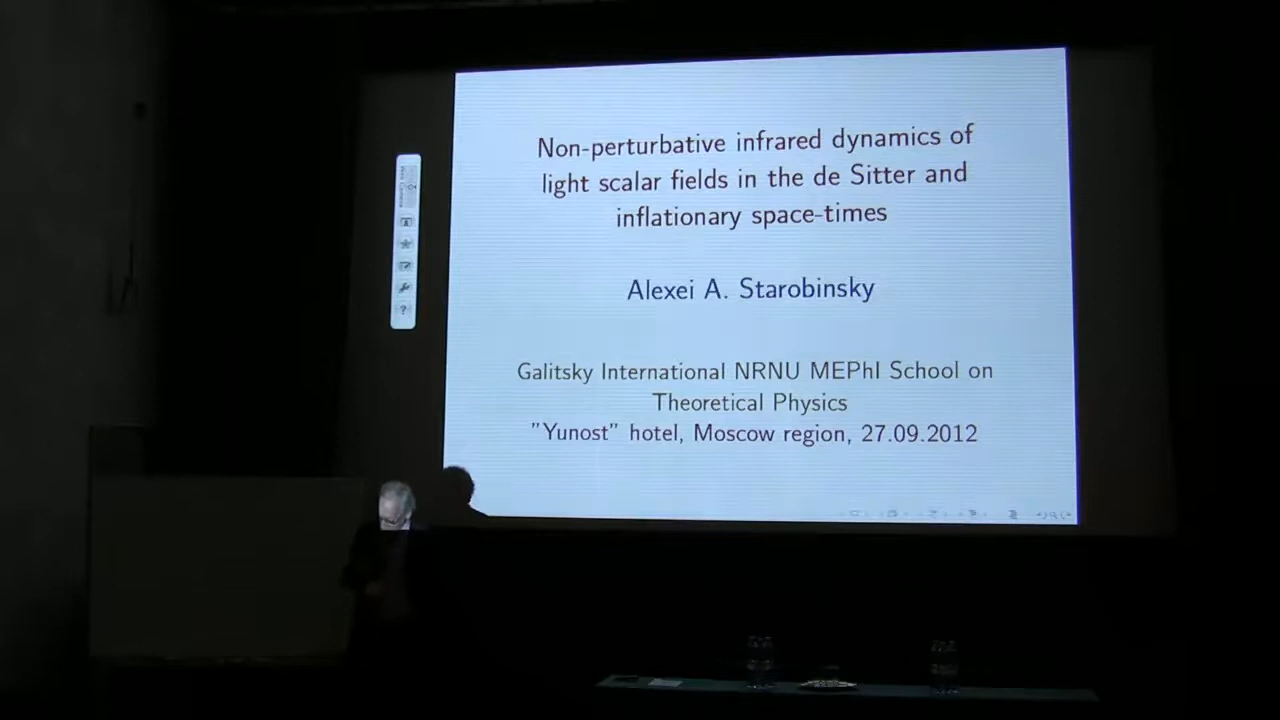 Non-perturbative infrared dynamics of
light scalar fields in the de Sitter and
inflationary space-times
Alexei A. Starobinsky
Galitsky International NRNU MEPhI School on
Theoretical Physics
"Yunost" hotel, Moscow region, 27.09.2012
?